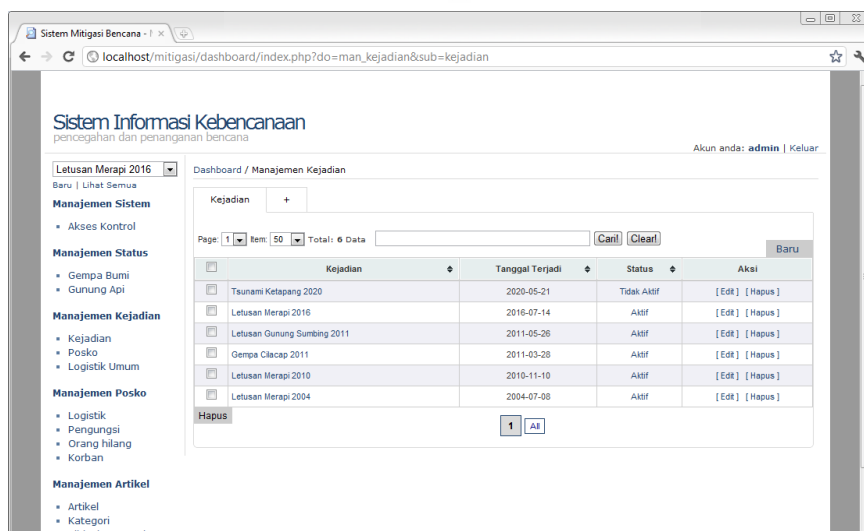 Sistem Mitigasi Bencana - 
localhost/mitigasi/dashboard/index.php?do=man_kejadian&sub=kejadian
Sistem Informasi Kebencanaan
pencegahan dan penanganan bencana
Akun anda: admin | Keluar
Letusan Merapi 2016
Baru | Lihat Semua
Manajemen Sistem
Akses Kontrol
Manajemen Status
Gempa Bumi
Gunung Api
Manajemen Kejadian
Kejadian
Posko
Logistik Umum
Manajemen Posko
Logistik
Pengungsi
Orang hilang
Korban
Manajemen Artikel
Artikel
Kategori
Dashboard / Manajemen Kejadian
Kejadian +
Page: 1 Item: 50 Total: 6 Data Cari! Clear!
Baru
Kejadian Tanggal Terjadi Status Aksi
Tsunami Ketapang 2020 2020-05-21 Tidak Aktif [ Edit ] [ Hapus ]
Letusan Merapi 2016 2016-07-14 Aktif [ Edit ] [ Hapus ]
Letusan Gunung Sumbing 2011 2011-05-26 Aktif [ Edit ] [ Hapus ]
Gempa Cilacap 2011 2011-03-28 Aktif [ Edit ] [ Hapus ]
Letusan Merapi 2010 2010-11-10 Aktif [ Edit ] [ Hapus ]
Letusan Merapi 2004 2004-07-08 Aktif [ Edit ] [ Hapus ]
Hapus
1 All